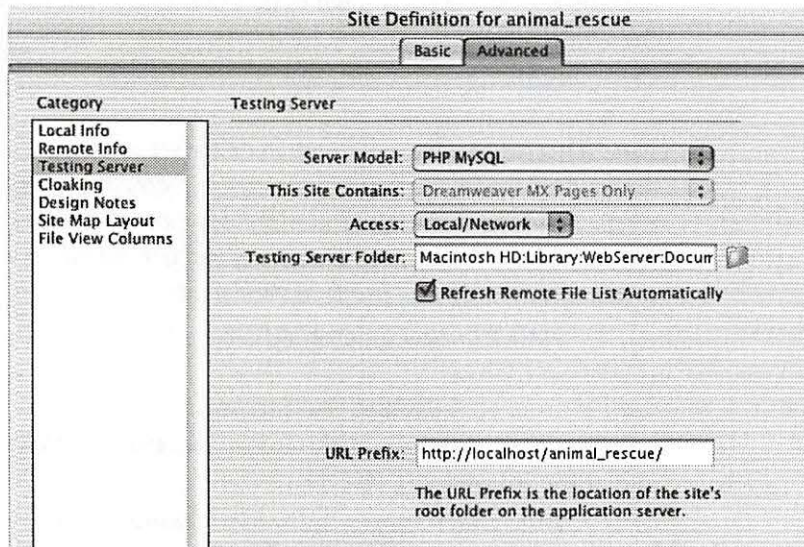 Site Definition for animal_rescue
Basic
Advanced
Category
Local Info
Remote Info
Testing Server
Cloaking
Design Notes
Site Map Layout
File View Columns
Testing Server
Server Model: PHP MySQL
This Site Contains: Dreamweaver MX Pages Only
Access: Local/Network
Testing Server Folder: Macintosh HD:Library:WebServer:Docum
Refresh Remote File List Automatically
URL Prefix: http://localhost/animal_rescue/
The URL Prefix is the location of the site's
root folder on the application server.